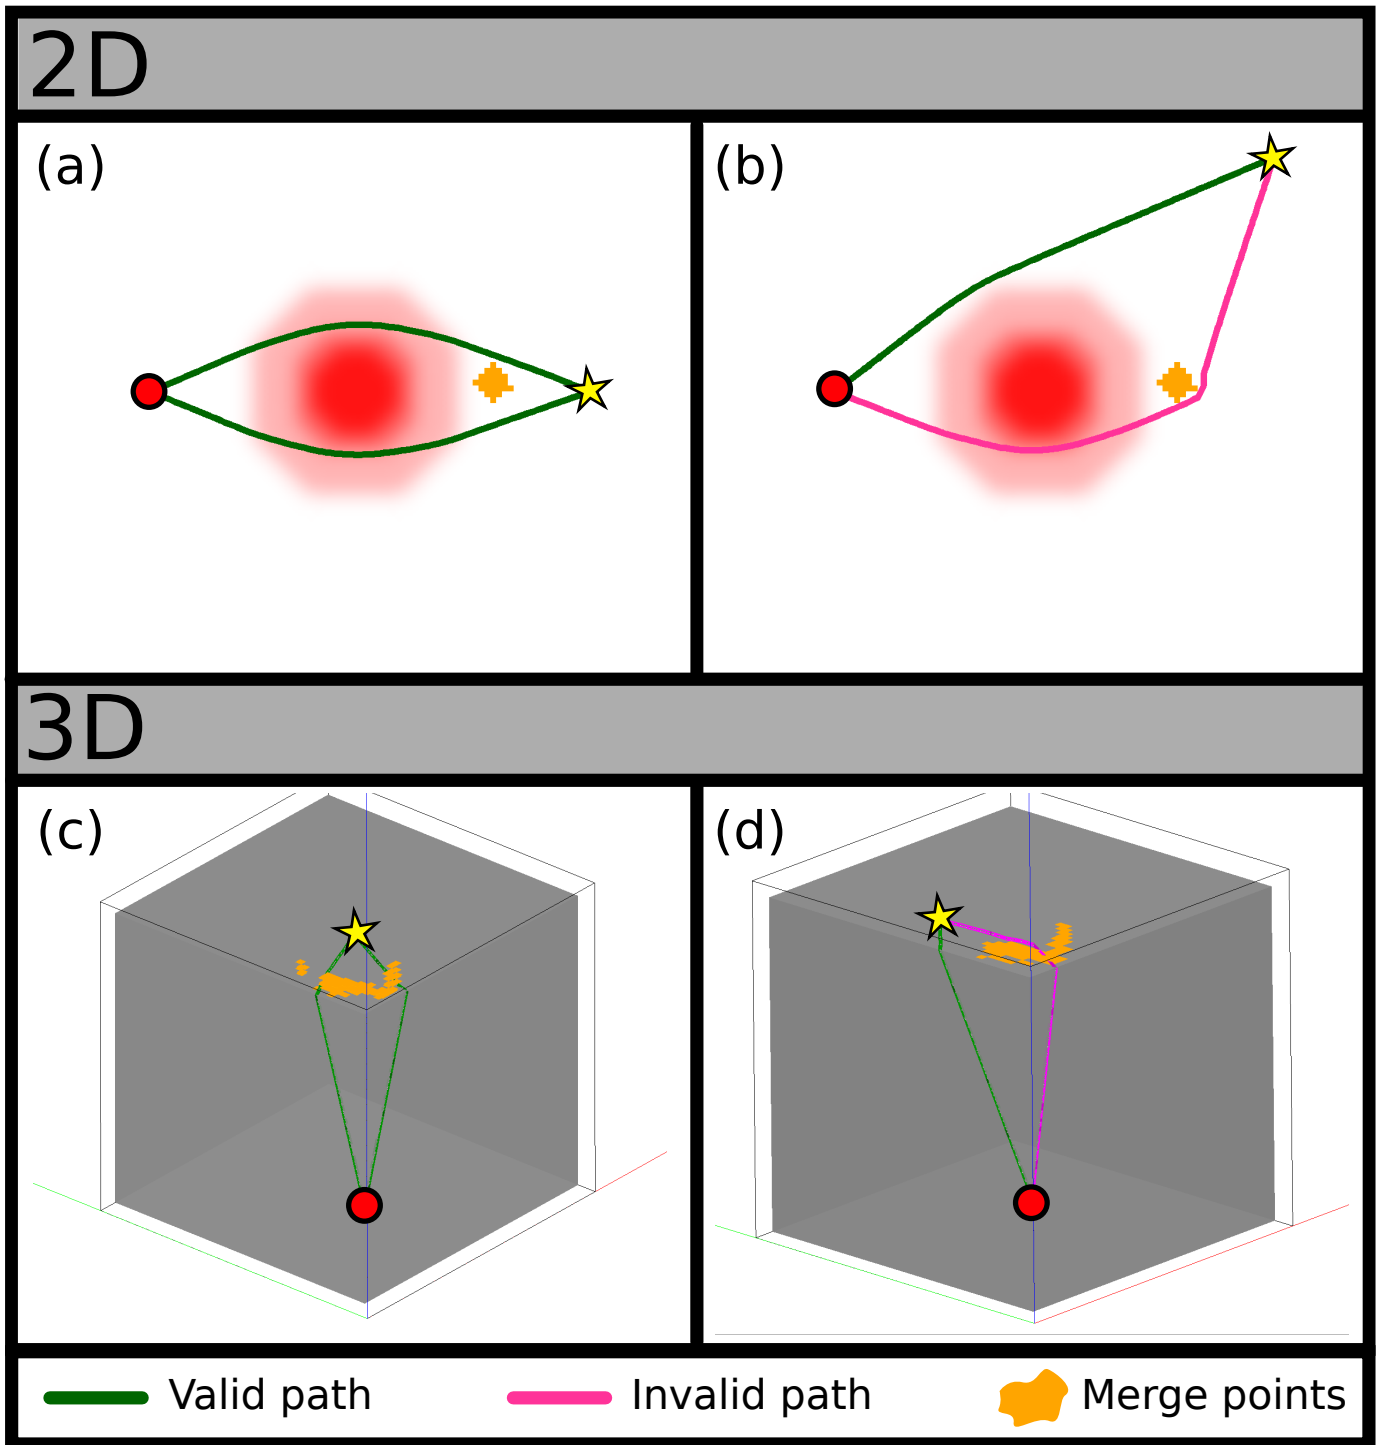 2D
(a)
(b)
3D
(c)
(d)
Valid path
Invalid path
Merge points